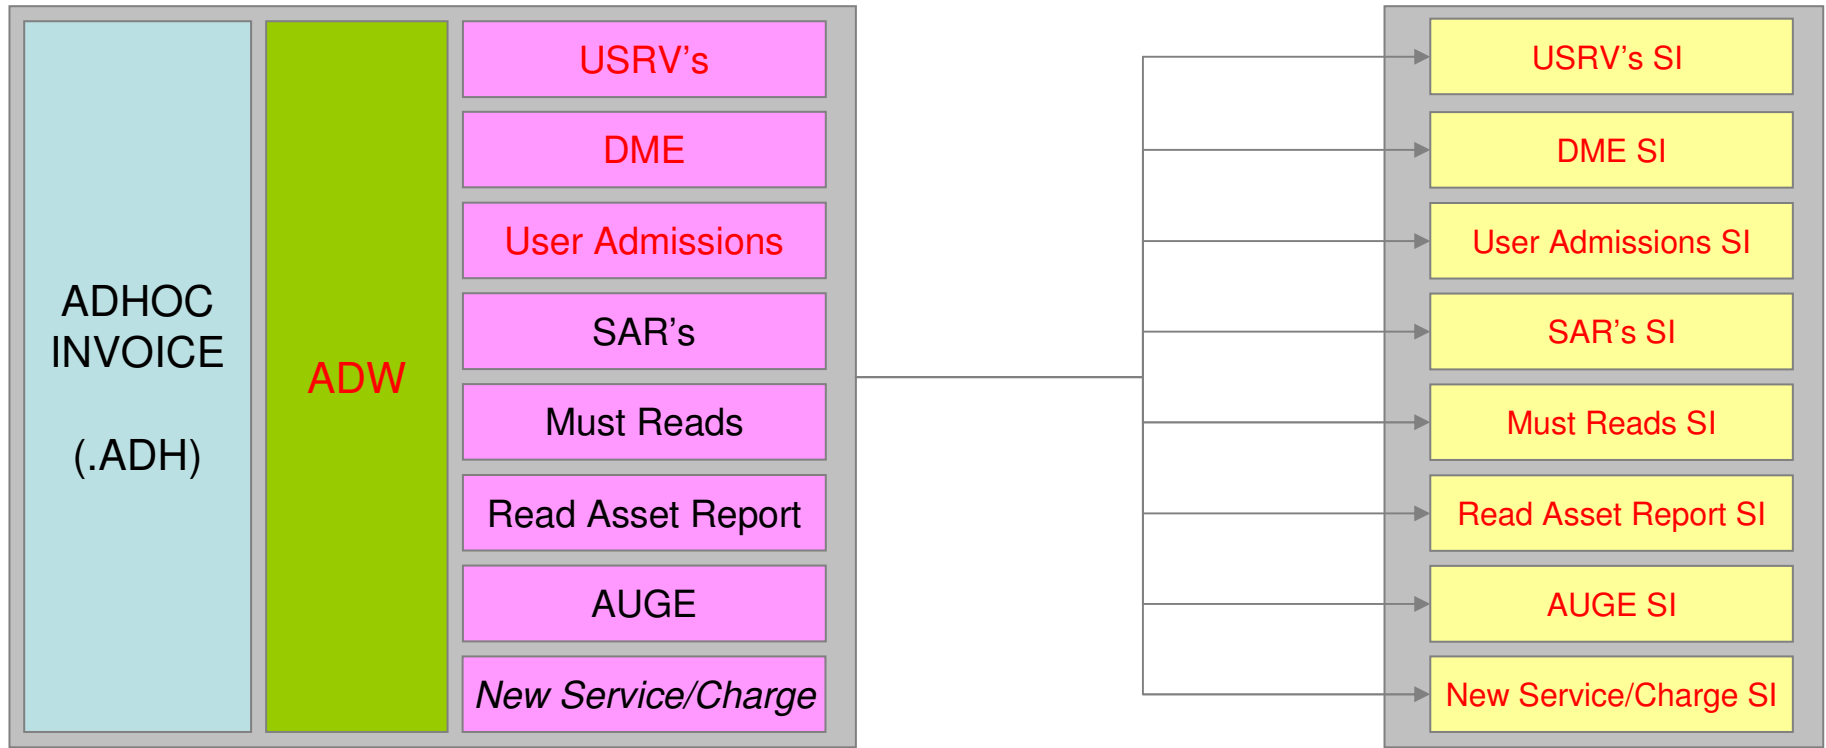 ADHOC
INVOICE
(.ADH)
ADW
USRV's
DME
User Admissions
SAR's
Must Reads
Read Asset Report
AUGE
New Service/Charge
USRV's SI
DME SI
User Admissions SI
SAR's SI
Must Reads SI
Read Asset Report SI
AUGE SI
New Service/Charge SI